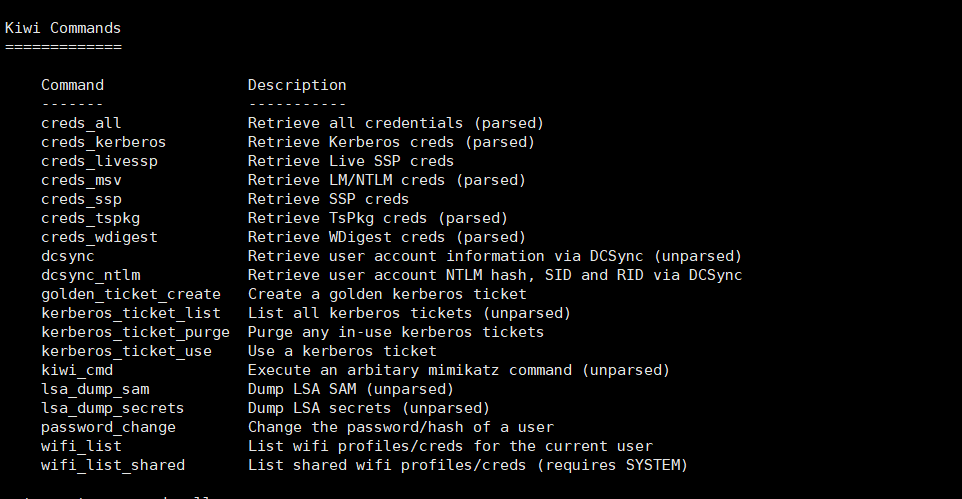 Kiwi Commands
=============
Command Description
------- -----------
creds_all Retrieve all credentials (parsed)
creds_kerberos Retrieve Kerberos creds (parsed)
creds_livessp Retrieve Live SSP creds
creds_msv Retrieve LM/NTLM creds (parsed)
creds_ssp Retrieve SSP creds
creds_tspkg Retrieve TsPkg creds (parsed)
creds_wdigest Retrieve WDigest creds (parsed)
dcsync Retrieve user account information via DCSync (unparsed)
dcsync_ntlm Retrieve user account NTLM hash, SID and RID via DCSync
golden_ticket_create Create a golden kerberos ticket
kerberos_ticket_list List all kerberos tickets (unparsed)
kerberos_ticket_purge Purge any in-use kerberos tickets
kerberos_ticket_use Use a kerberos ticket
kiwi_cmd Execute an arbitary mimikatz command (unparsed)
lsa_dump_sam Dump LSA SAM (unparsed)
lsa_dump_secrets Dump LSA secrets (unparsed)
password_change Change the password/hash of a user
wifi_list List wifi profiles/creds for the current user
wifi_list_shared List shared wifi profiles/creds (requires SYSTEM)